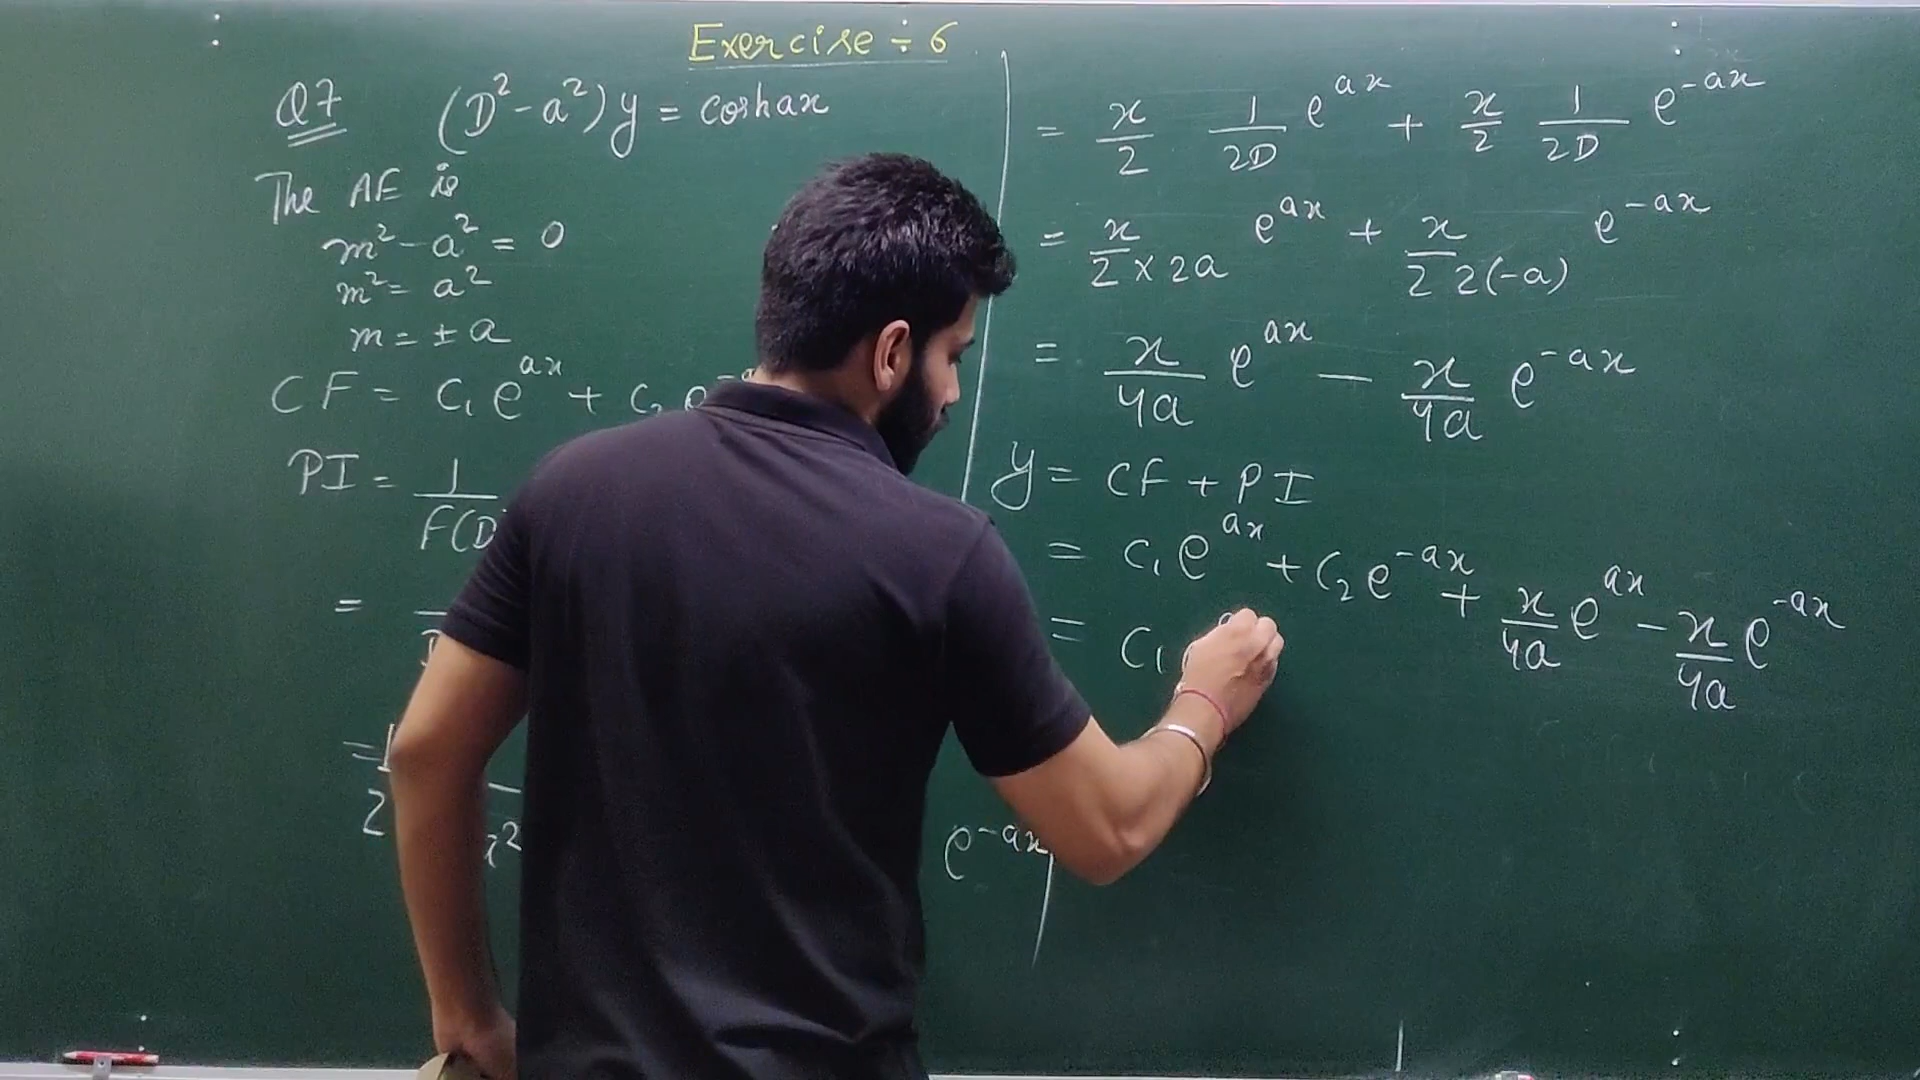 Exercise ÷ 6
Q7 (D² - a²) y = coshax
The AE is
m² - a² = 0
m² = a²
m = ± a
CF = C₁ e^ax + C₂ e
PI = 1/F(D)
=
= 1/2
e^-ax
= x/2 1/2D e^ax + x/2 1/2D e^-ax
= x/(2 × 2a) e^ax + x/(2 2(-a)) e^-ax
= x/4a e^ax - x/4a e^-ax
y = CF + PI
= C₁ e^ax + C₂ e^-ax + x/4a e^ax - x/4a e^-ax
= C₁